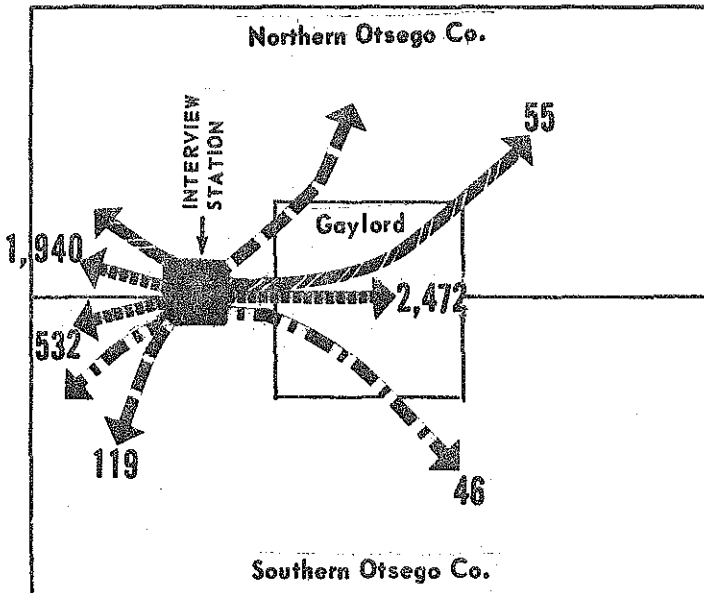 Northern Otsego Co.
INTERVIEW
STATION
55
Gaylord
1,940
2,472
532
119
46
Southern Otsego Co.